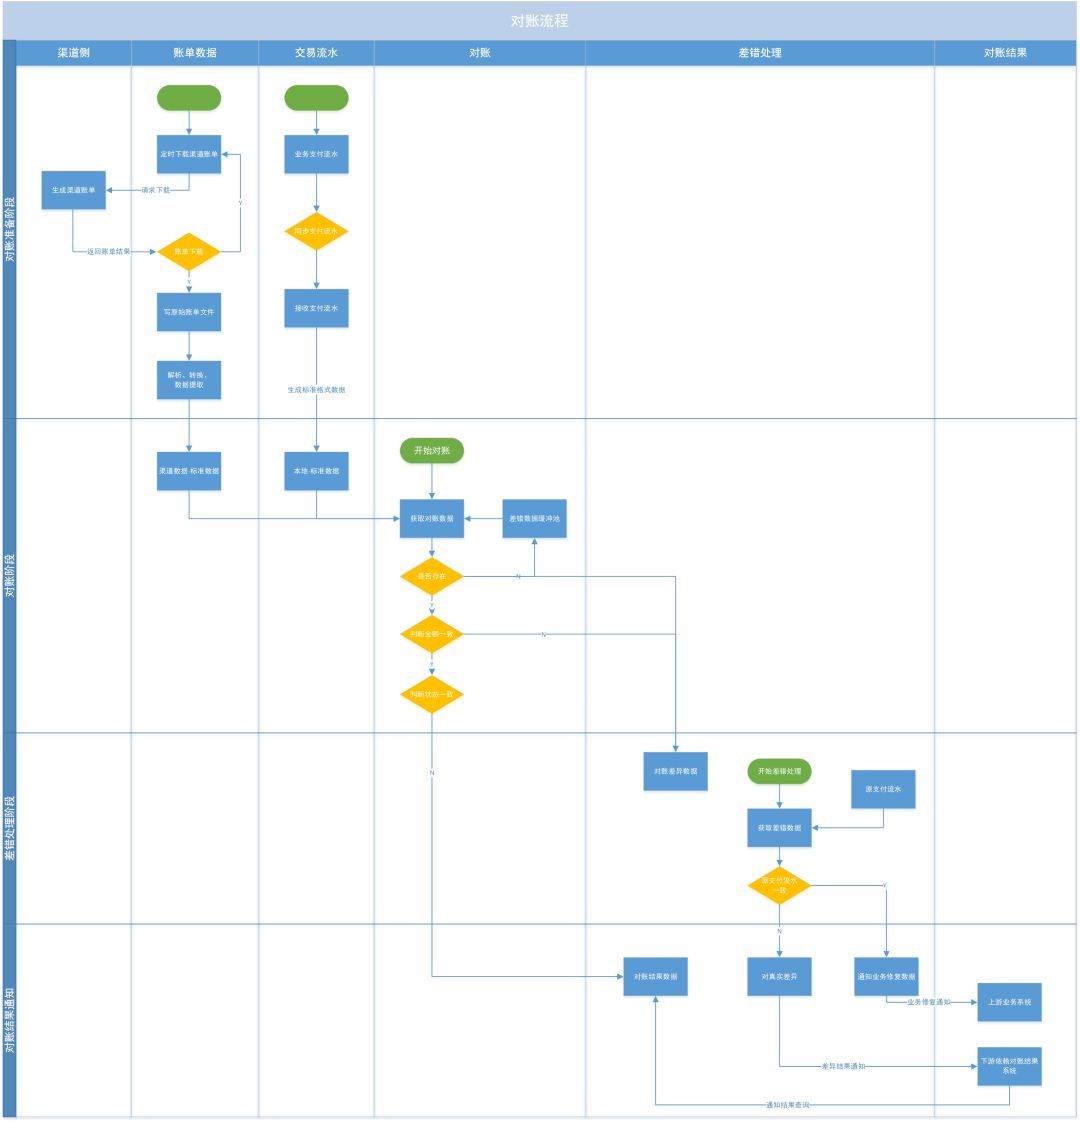 对账流程
渠道侧
账单数据
交易流水
对账
差错处理
对账结果
对账准备阶段
定时下载渠道账单
业务支付流水
生成渠道账单
请求下载
Y
同步支付流水
返回账单结果
账单下载
Y
写原始账单文件
接收支付流水
解析、转换、
数据提取
生成标准格式数据
对账阶段
开始对账
渠道数据-标准数据
本地-标准数据
获取对账数据
差错数据缓冲池
是否存在
N
Y
判断金额一致
N
Y
判断状态一致
差错处理阶段
N
对账差异数据
开始差错处理
原支付流水
获取差错数据
原支付流水
一致
Y
对账结果通知
N
对账结果数据
对真实差异
通知业务修复数据
业务修复通知
上游业务系统
差异结果通知
下游依赖对账结果
系统
通知结果查询